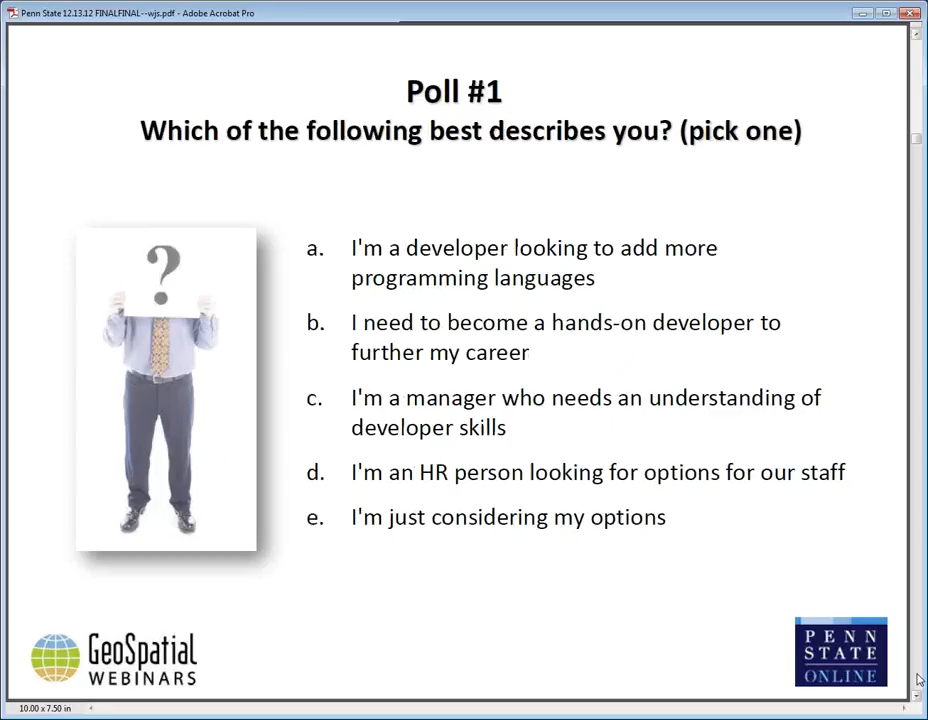 Penn State 12.13.12 FINALFINAL--wjs.pdf - Adobe Acrobat Pro
Poll #1
Which of the following best describes you? (pick one)
?
a. I'm a developer looking to add more
programming languages
b. I need to become a hands-on developer to
further my career
c. I'm a manager who needs an understanding of
developer skills
d. I'm an HR person looking for options for our staff
e. I'm just considering my options
GeoSpatial
WEBINARS
PENN
STATE
ONLINE
10.00 x 7.50 in